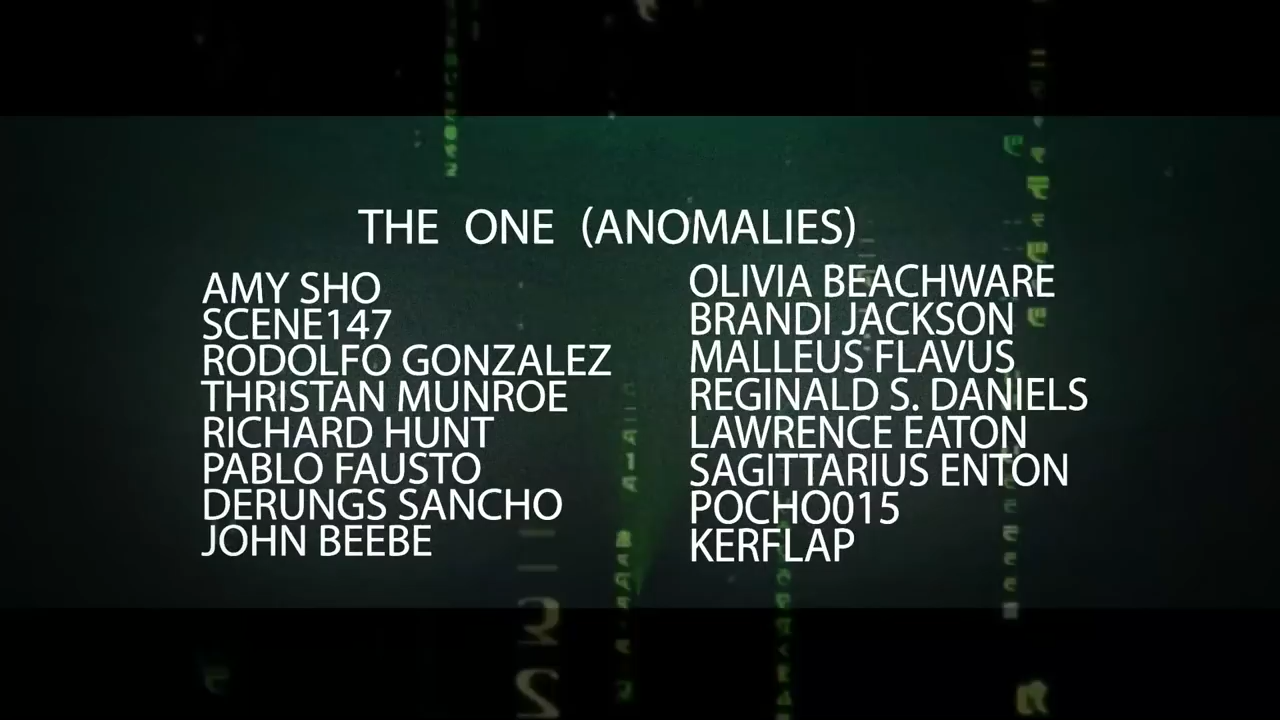 THE ONE (ANOMALIES)
AMY SHO
SCENE147
RODOLFO GONZALEZ
THRISTAN MUNROE
RICHARD HUNT
PABLO FAUSTO
DERUNGS SANCHO
JOHN BEEBE
OLIVIA BEACHWARE
BRANDI JACKSON
MALLEUS FLAVUS
REGINALD S. DANIELS
LAWRENCE EATON
SAGITTARIUS ENTON
POCHO015
KERFLAP